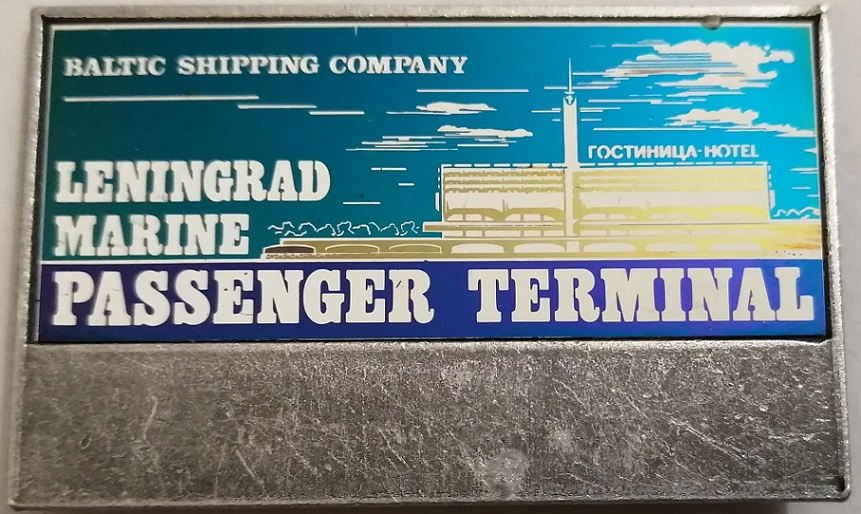 BALTIC SHIPPING COMPANY
ГОСТИНИЦА-HOTEL
LENINGRAD
MARINE
PASSENGER TERMINAL